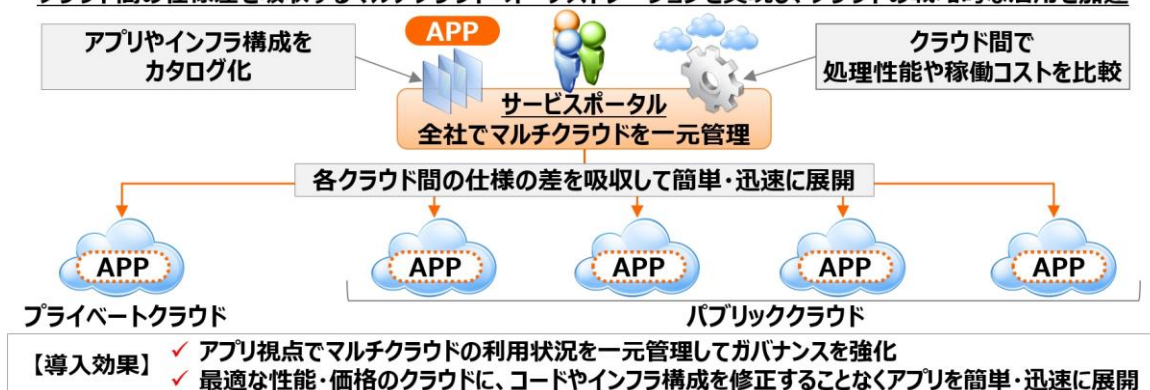 アプリやインフラ構成を
カタログ化
APP
クラウド間で
処理性能や稼働コストを比較
サービスポータル
全社でマルチクラウドを一元管理
各クラウド間の仕様の差を吸収して簡単・迅速に展開
APP
APP
APP
APP
APP
プライベートクラウド
パブリッククラウド
【導入効果】
✓ アプリ視点でマルチクラウドの利用状況を一元管理してガバナンスを強化
✓ 最適な性能・価格のクラウドに、コードやインフラ構成を修正することなくアプリを簡単・迅速に展開